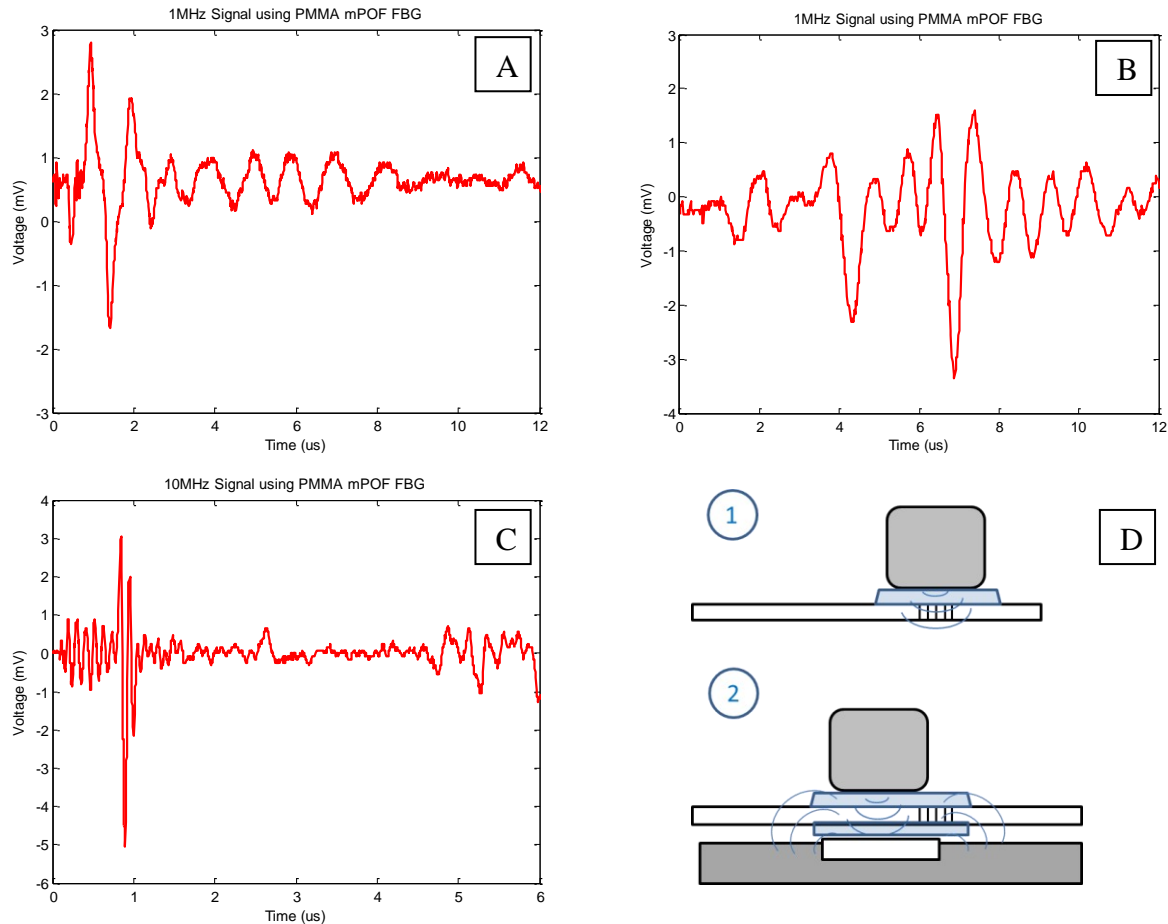 1MHz Signal using PMMA mPOF FBG
A
3
2
1
0
-1
-2
-3
Voltage (mV)
0 2 4 6 8 10 12
Time (us)
1MHz Signal using PMMA mPOF FBG
B
3
2
1
0
-1
-2
-3
-4
Voltage (mV)
0 2 4 6 8 10 12
Time (us)
10MHz Signal using PMMA mPOF FBG
C
4
3
2
1
0
-1
-2
-3
-4
-5
-6
Voltage (mV)
0 1 2 3 4 5 6
Time (us)
1
D
2